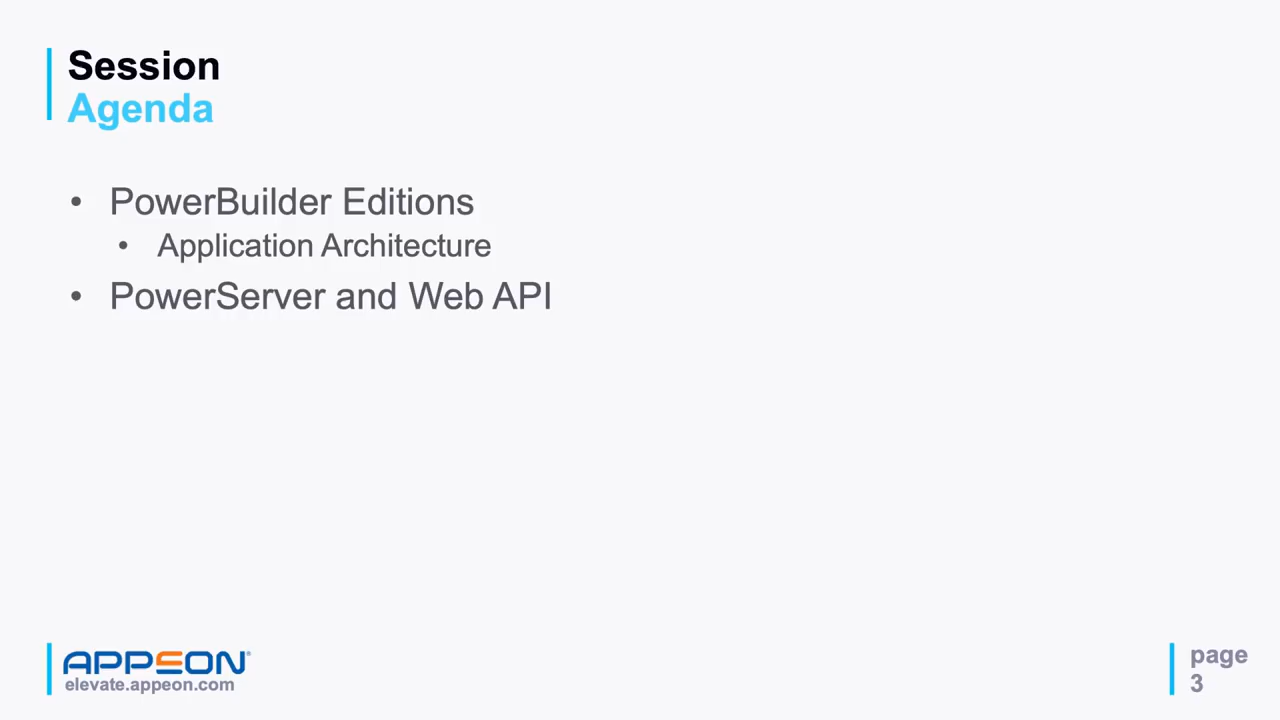 Session
Agenda
• PowerBuilder Editions
• Application Architecture
• PowerServer and Web API
APPEON®
elevate.appeon.com
page
3